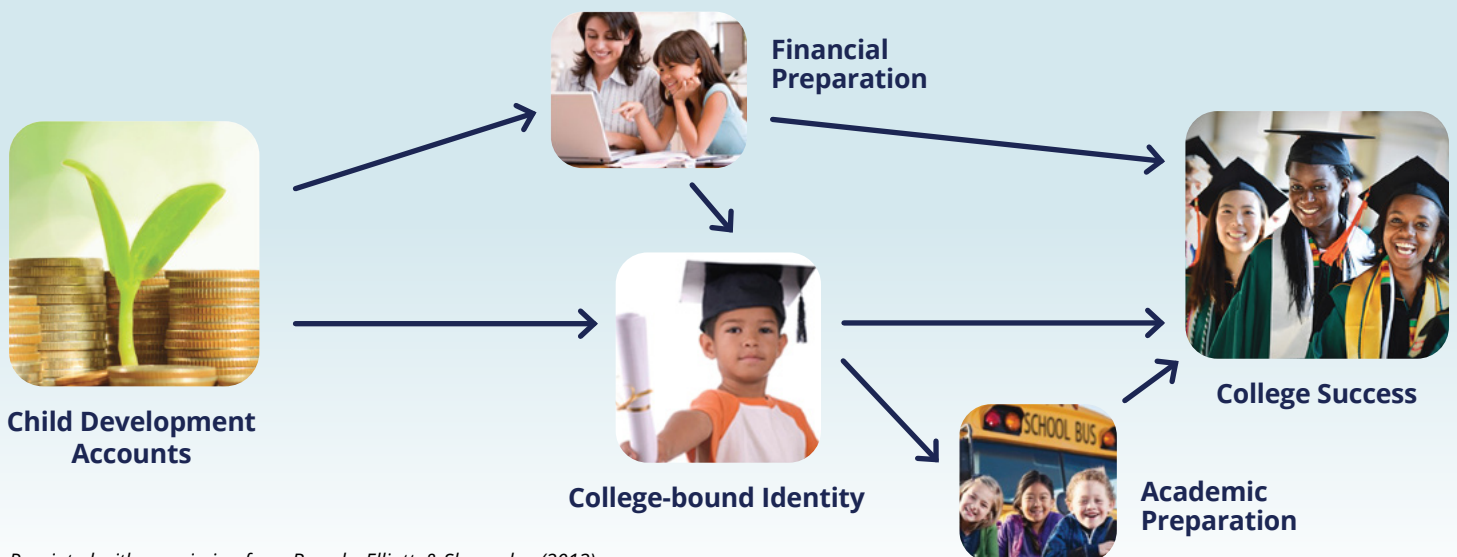 Financial
Preparation
SCHOOL BUS
Child Development
Accounts
College Success
College-bound Identity
Academic
Preparation